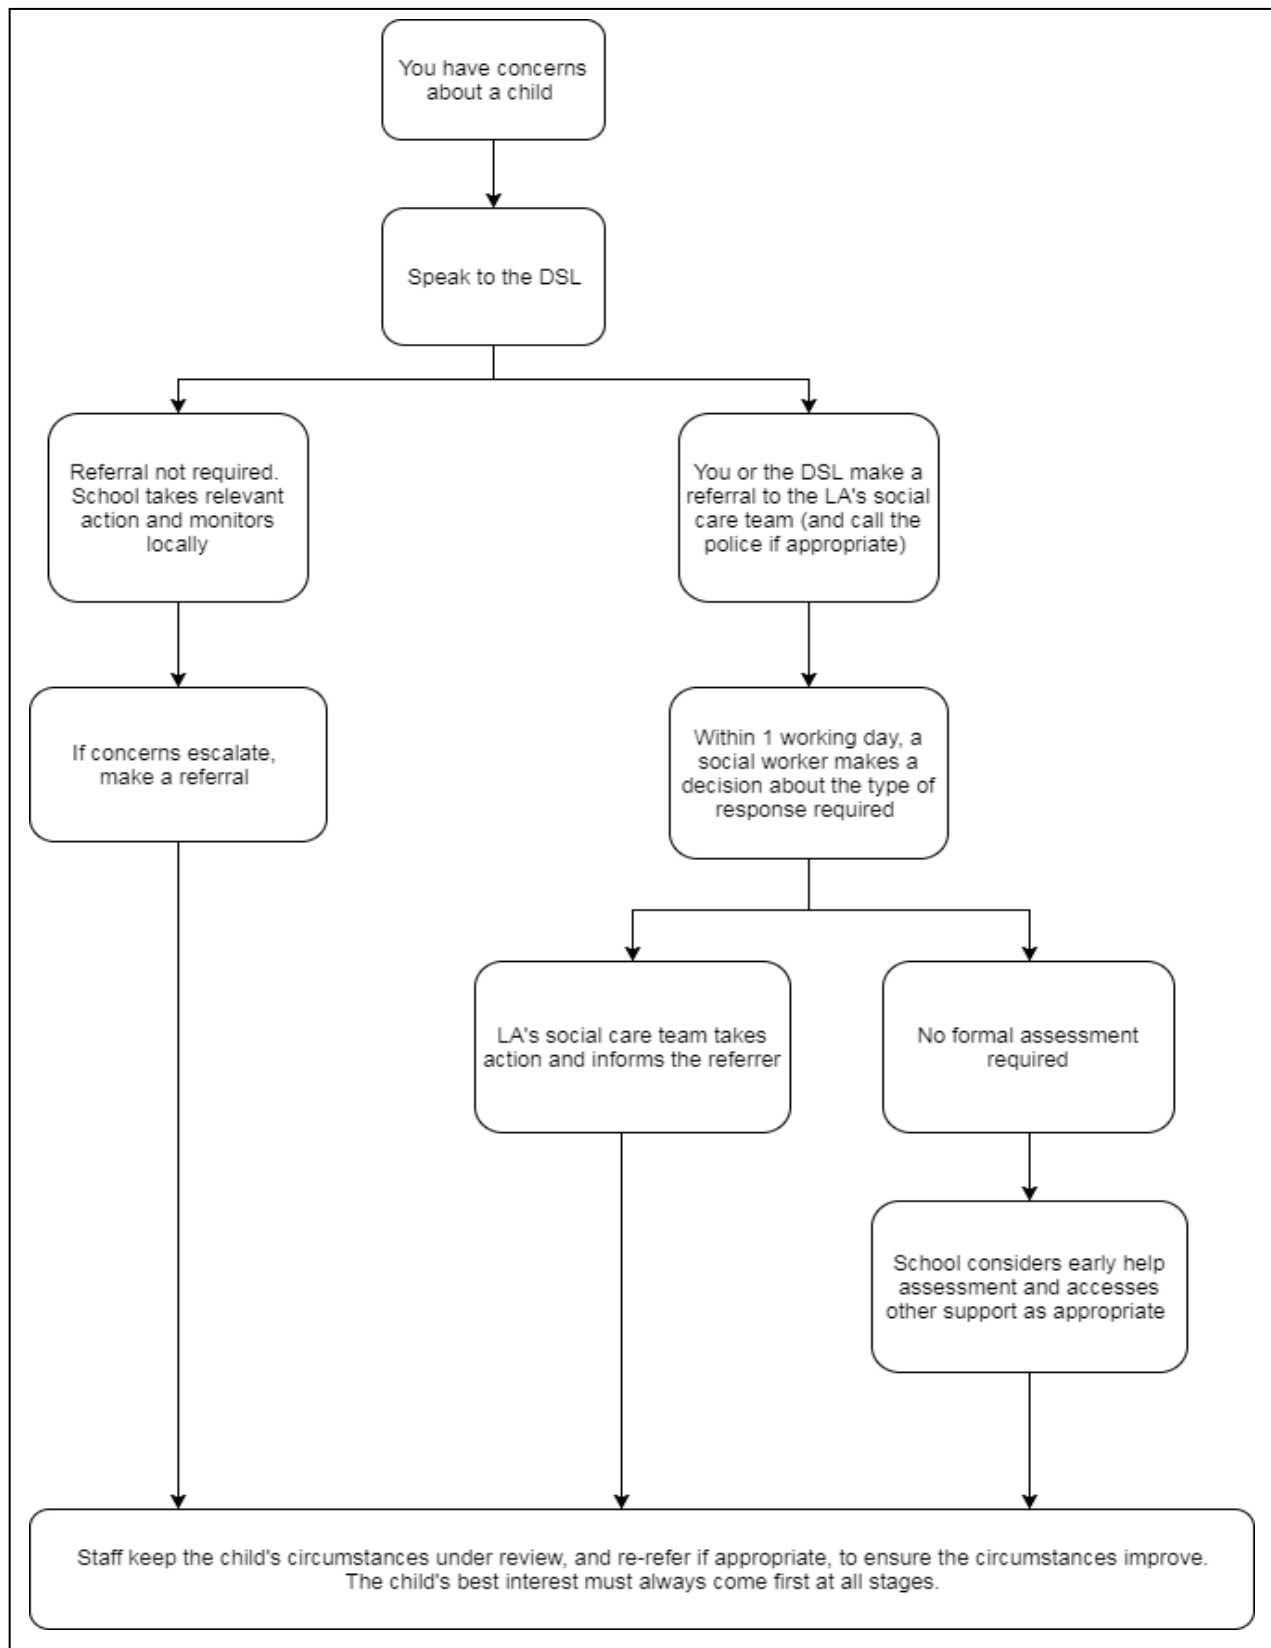 You have concerns
about a child
Speak to the DSL
Referral not required.
School takes relevant
action and monitors
locally
You or the DSL make a
referral to the LA's social
care team (and call the
police if appropriate)
If concerns escalate,
make a referral
Within 1 working day, a
social worker makes a
decision about the type of
response required
LA's social care team takes
action and informs the referrer
No formal assessment
required
School considers early help
assessment and accesses
other support as appropriate
Staff keep the child's circumstances under review, and re-refer if appropriate, to ensure the circumstances improve.
The child's best interest must always come first at all stages.